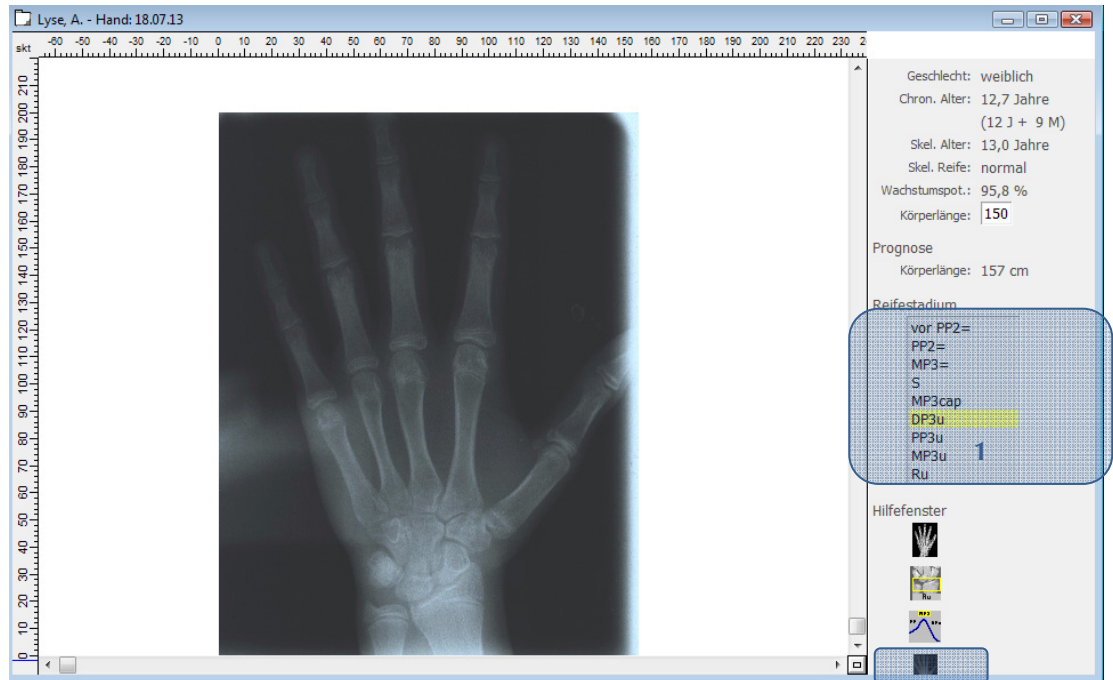 Lyse, A. - Hand: 18.07.13
skt -60 -50 -40 -30 -20 -10 0 10 20 30 40 50 60 70 80 90 100 110 120 130 140 150 160 170 180 190 200 210 220 230 2
210
200
190
180
170
160
150
140
130
120
110
100
90
80
70
60
50
40
30
20
10
0
Geschlecht: weiblich
Chron. Alter: 12,7 Jahre
(12 J + 9 M)
Skel. Alter: 13,0 Jahre
Skel. Reife: normal
Wachstumspot.: 95,8 %
Körperlänge: 150
Prognose
Körperlänge: 157 cm
Reifestadium
vor PP2=
PP2=
MP3=
S
MP3cap
DP3u
PP3u
MP3u
Ru
1
Hilfefenster
Ru
MP3